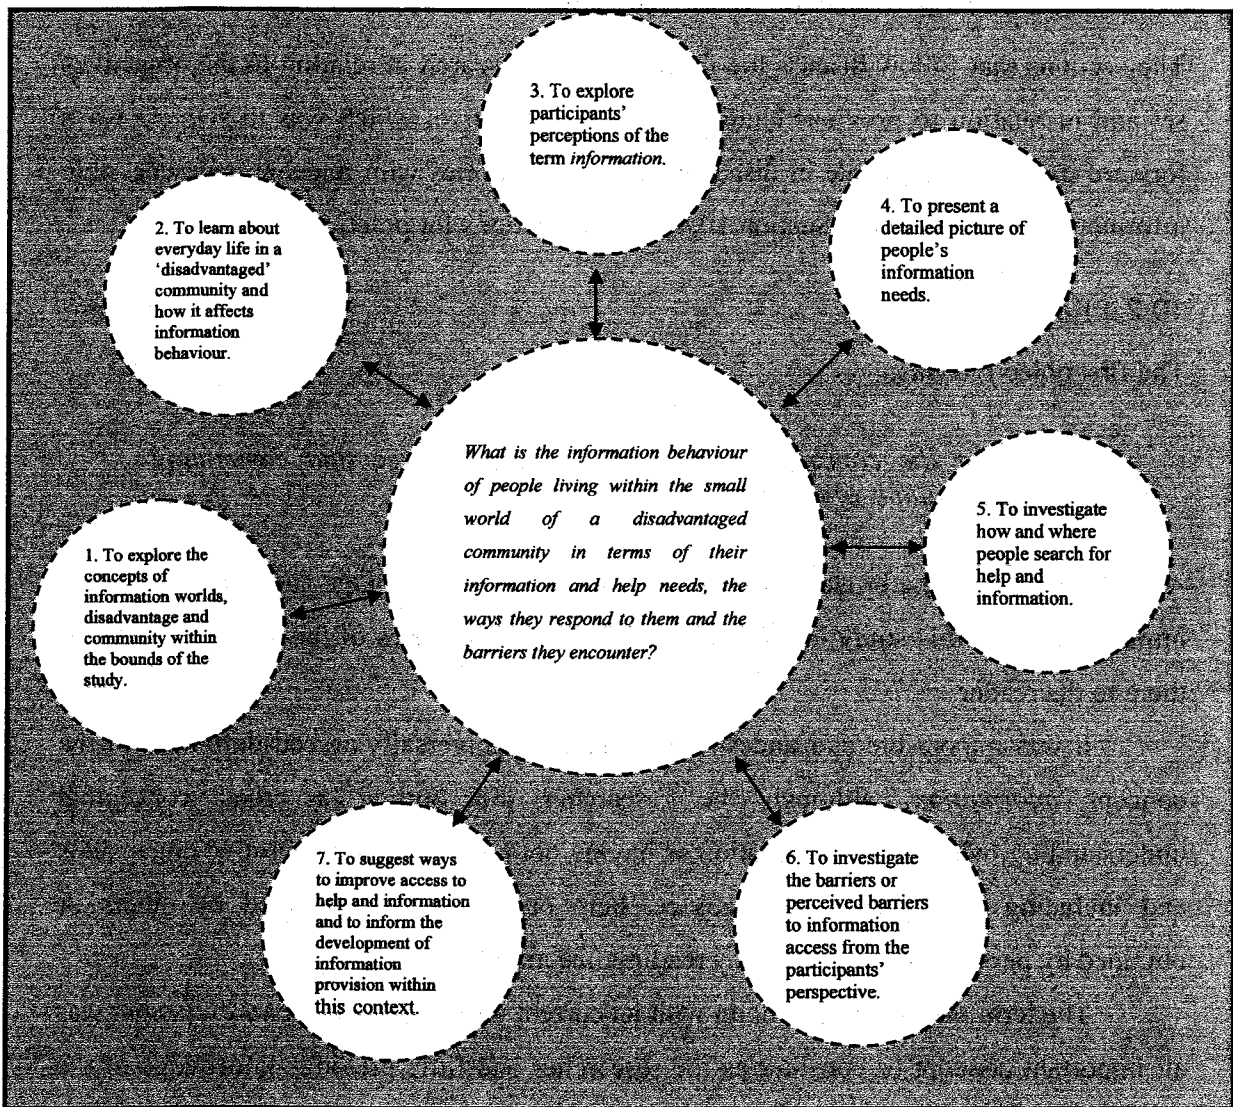 3. To explore
participants'
perceptions of the
term information.
4. To present a
detailed picture of
people's
information
needs.
2. To learn about
everyday life in a
'disadvantaged'
community and
how it affects
information
behaviour.
What is the information behaviour
of people living within the small
world of a disadvantaged
community in terms of their
information and help needs, the
ways they respond to them and the
barriers they encounter?
5. To investigate
how and where
people search for
help and
information.
1. To explore the
concepts of
information worlds,
disadvantage and
community within
the bounds of the
study.
7. To suggest ways
to improve access to
help and information
and to inform the
development of
information
provision within
this context.
6. To investigate
the barriers or
perceived barriers
to information
access from the
participants'
perspective.